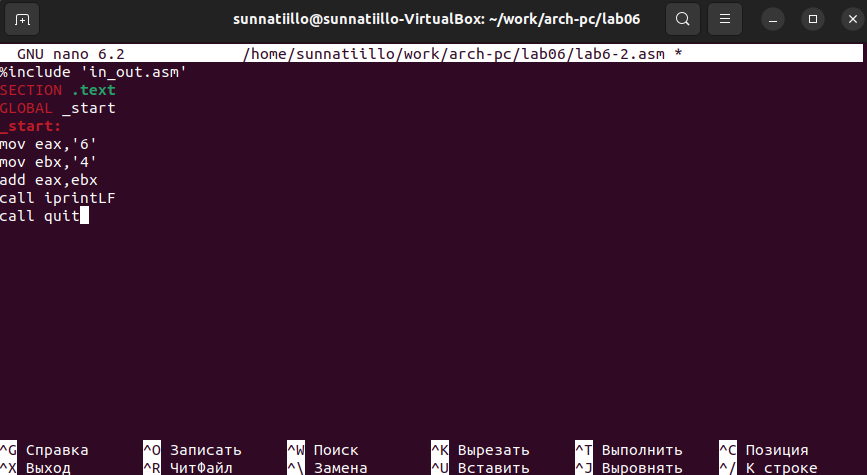 sunnatiillo@sunnatiillo-VirtualBox: ~/work/arch-pc/lab06
GNU nano 6.2 /home/sunnatiillo/work/arch-pc/lab06/lab6-2.asm *
%include 'in_out.asm'
SECTION .text
GLOBAL _start
_start:
mov eax,'6'
mov ebx,'4'
add eax,ebx
call iprintLF
call quit
^G Справка ^O Записать ^W Поиск ^K Вырезать ^T Выполнить ^C Позиция
^X Выход ^R ЧитФайл ^\ Замена ^U Вставить ^J Выровнять ^/ К строке